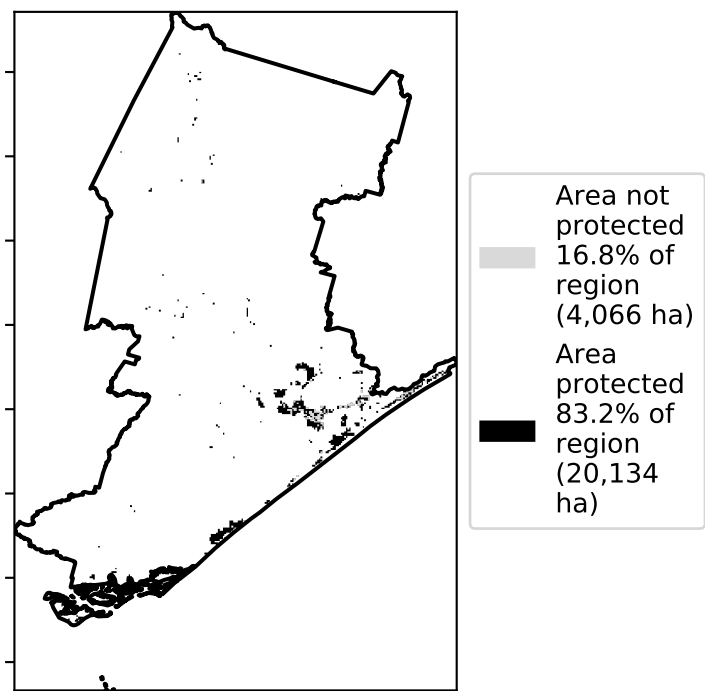 Area not
protected
16.8% of
region
(4,066 ha)
Area
protected
83.2% of
region
(20,134
ha)